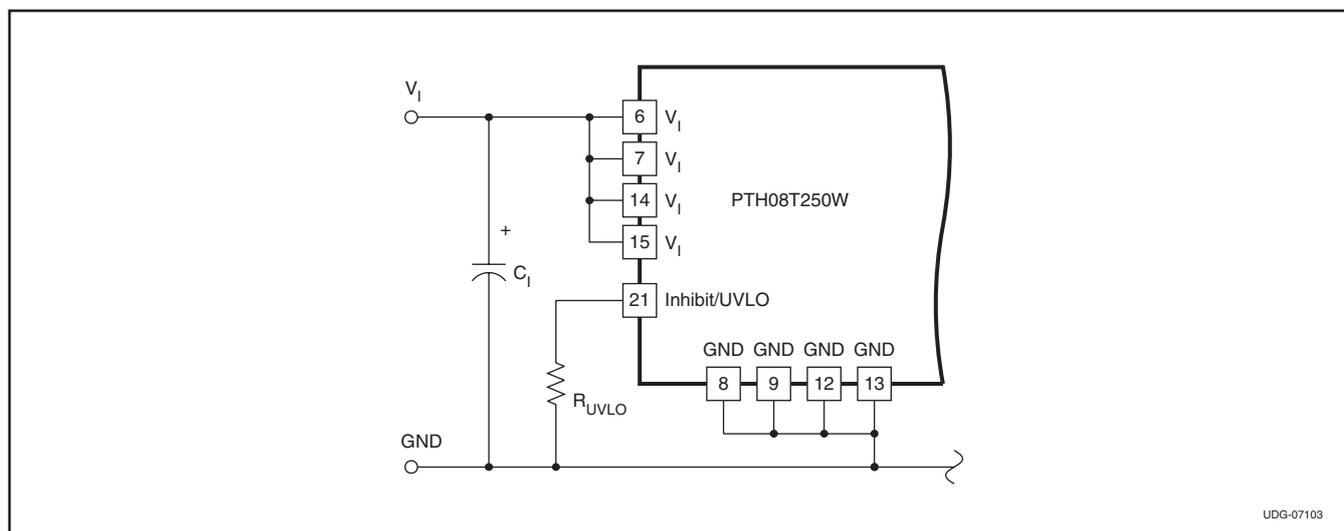 V_I
6 V_I
7 V_I
14 V_I
15 V_I
PTH08T250W
+
C_I
21 Inhibit/UVLO
GND GND GND GND
8 9 12 13
R_UVLO
GND
UDG-07103